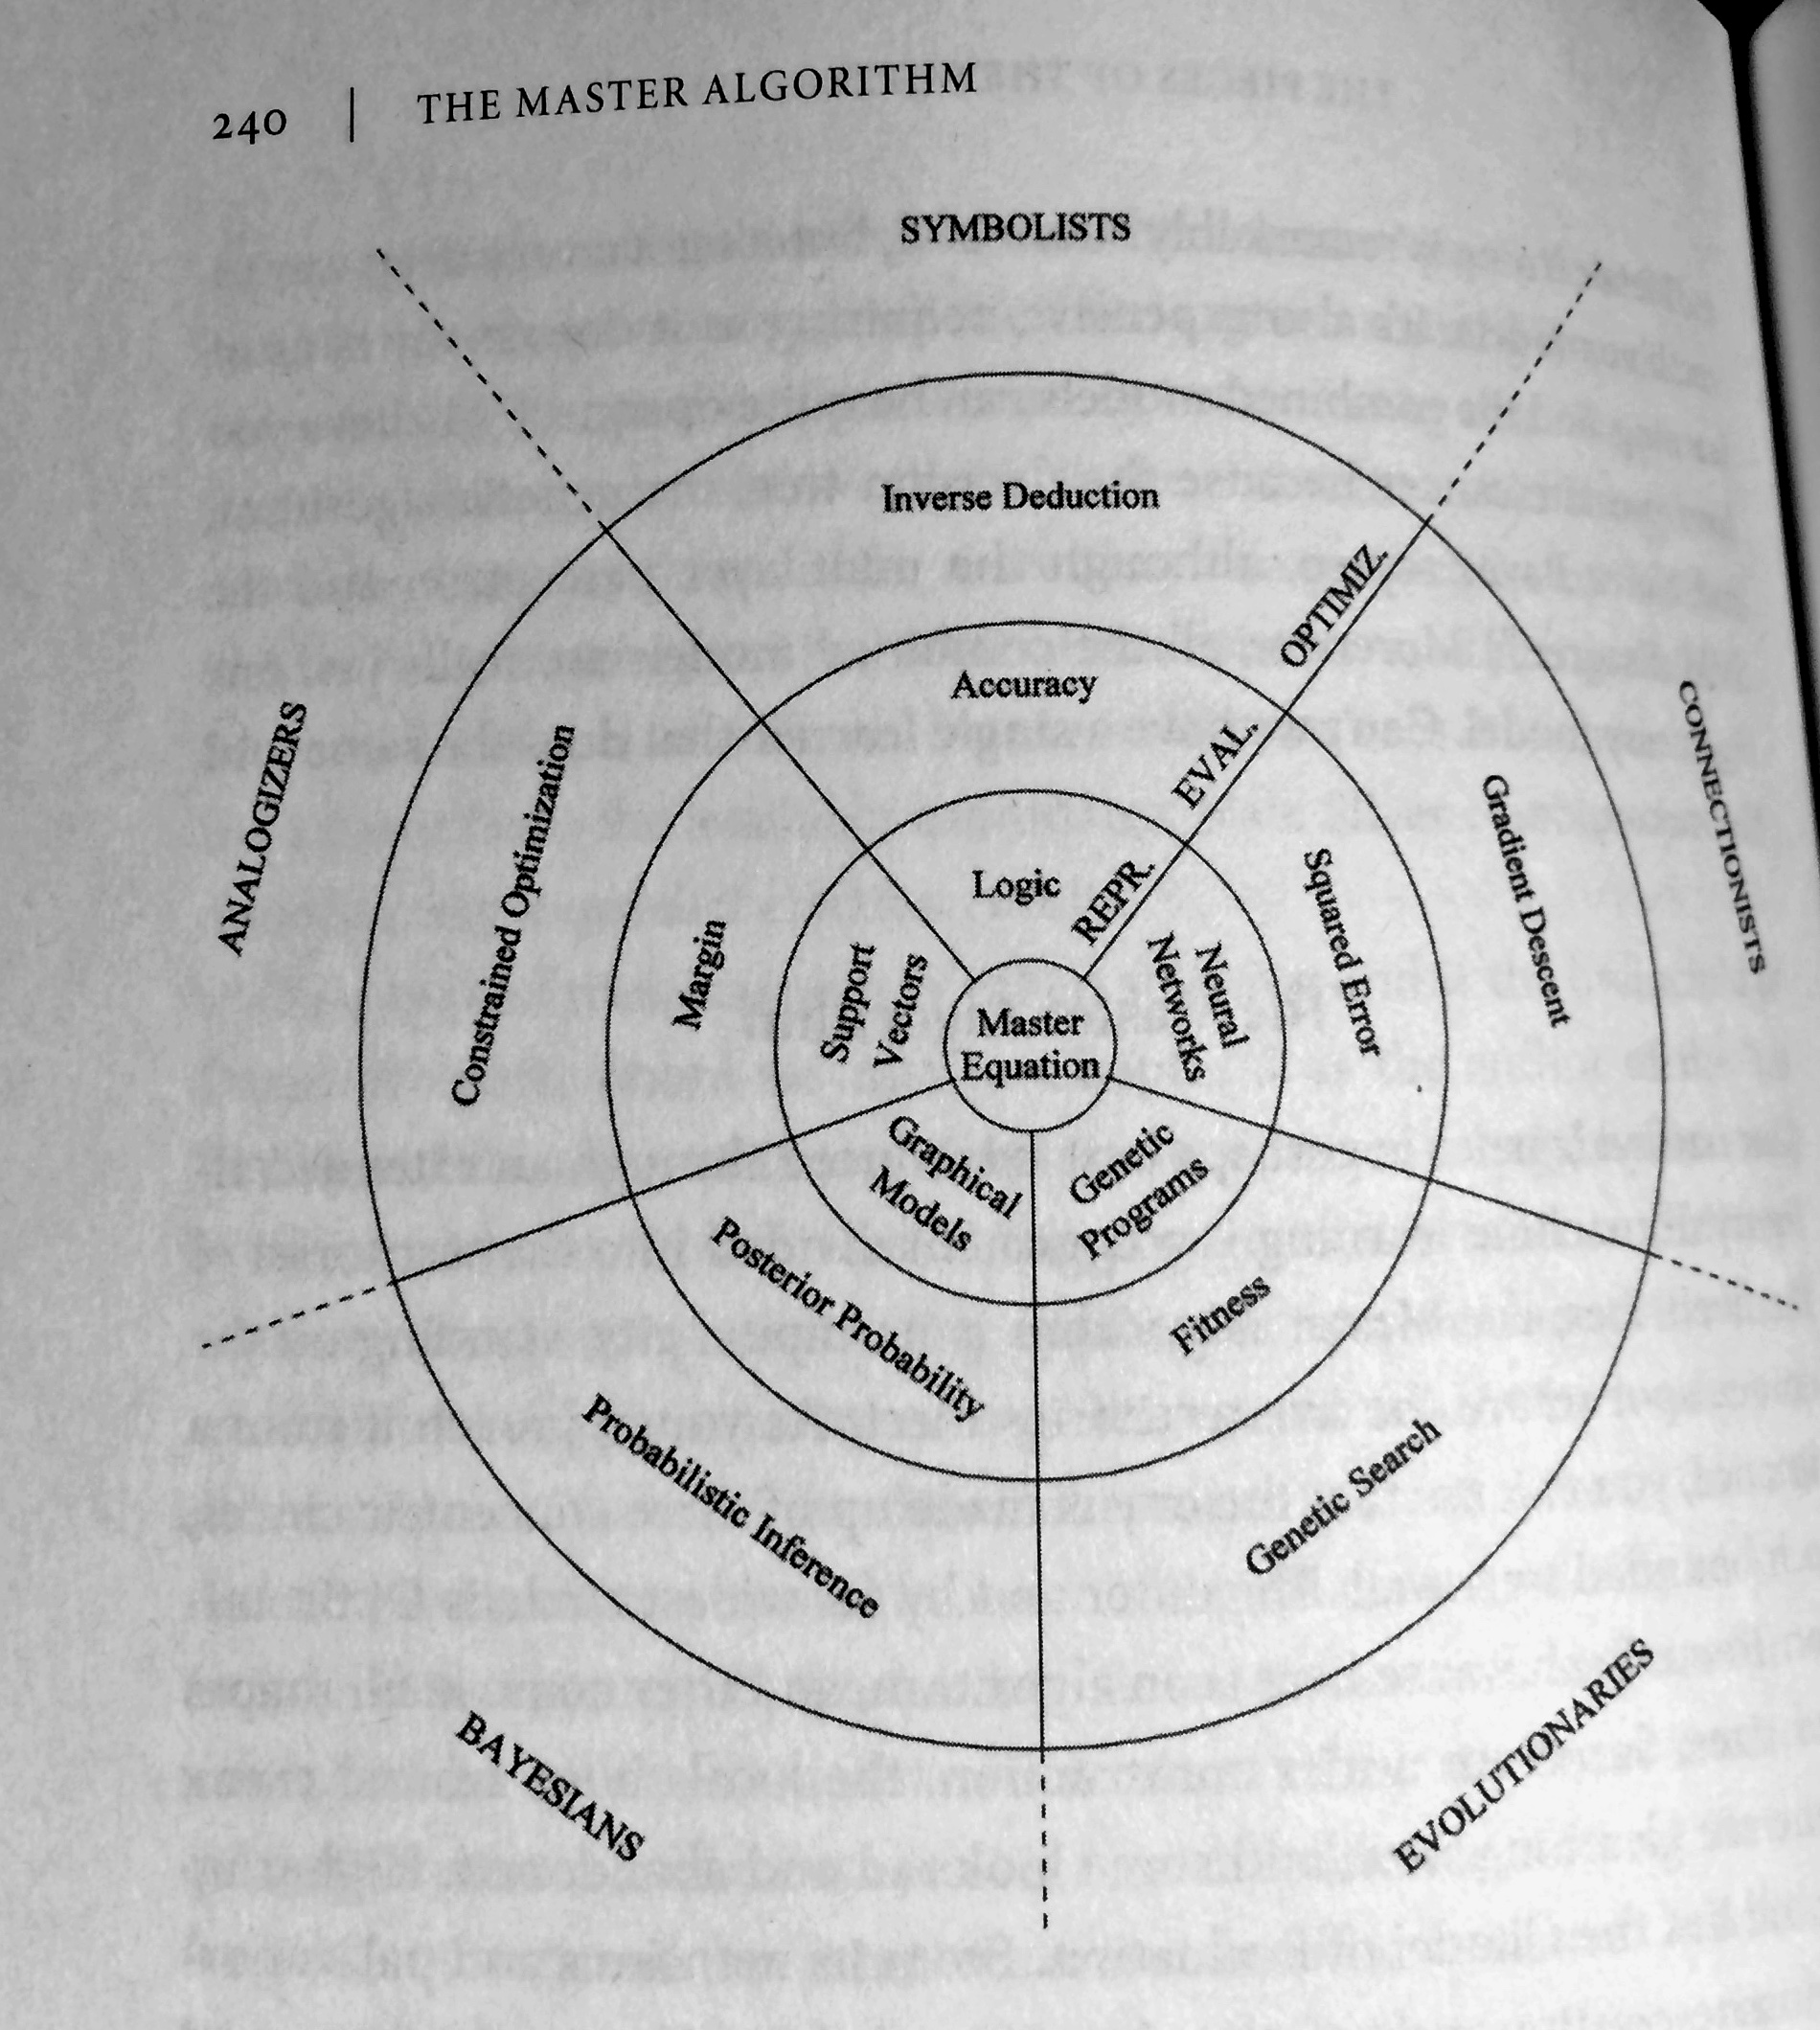 240 | THE MASTER ALGORITHM
SYMBOLISTS
Inverse Deduction
OPTIMIZ.
Accuracy
EVAL.
Logic
REPR.
ANALOGIZERS
Constrained Optimization
Margin
Support
Vectors
Master
Equation
Neural
Networks
Squared Error
Gradient Descent
CONNECTIONISTS
Graphical
Models
Genetic
Programs
Posterior Probability
Fitness
Probabilistic Inference
Genetic Search
BAYESIANS
EVOLUTIONARIES